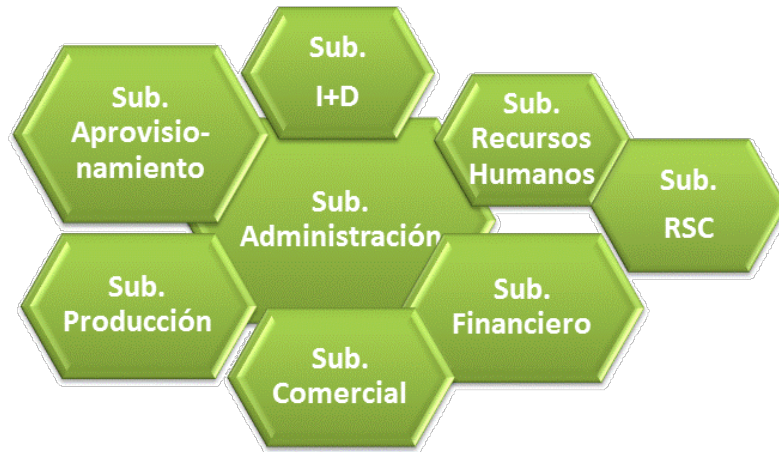 Sub.
I+D
Sub.
Aprovisio-
namiento
Sub.
Recursos
Humanos
Sub.
RSC
Sub.
Administración
Sub.
Producción
Sub.
Financiero
Sub.
Comercial